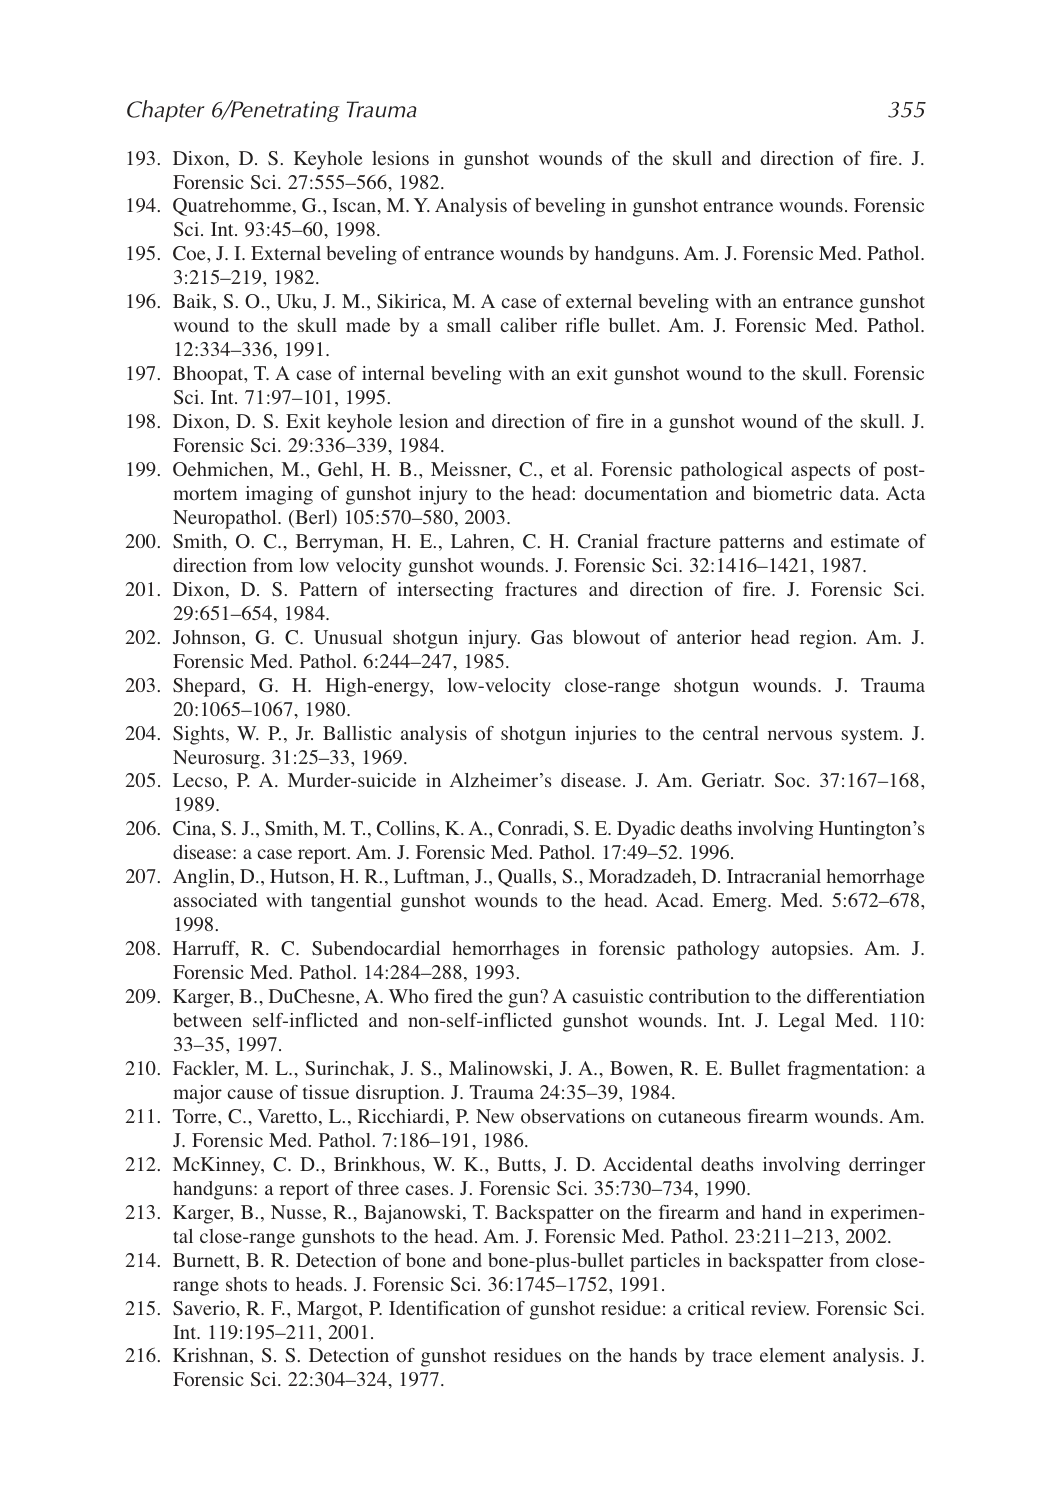 Chapter 6/Penetrating Trauma 355
193. Dixon, D. S. Keyhole lesions in gunshot wounds of the skull and direction of fire. J.
Forensic Sci. 27:555–566, 1982.
194. Quatrehomme, G., Iscan, M. Y. Analysis of beveling in gunshot entrance wounds. Forensic
Sci. Int. 93:45–60, 1998.
195. Coe, J. I. External beveling of entrance wounds by handguns. Am. J. Forensic Med. Pathol.
3:215–219, 1982.
196. Baik, S. O., Uku, J. M., Sikirica, M. A case of external beveling with an entrance gunshot
wound to the skull made by a small caliber rifle bullet. Am. J. Forensic Med. Pathol.
12:334–336, 1991.
197. Bhoopat, T. A case of internal beveling with an exit gunshot wound to the skull. Forensic
Sci. Int. 71:97–101, 1995.
198. Dixon, D. S. Exit keyhole lesion and direction of fire in a gunshot wound of the skull. J.
Forensic Sci. 29:336–339, 1984.
199. Oehmichen, M., Gehl, H. B., Meissner, C., et al. Forensic pathological aspects of post-
mortem imaging of gunshot injury to the head: documentation and biometric data. Acta
Neuropathol. (Berl) 105:570–580, 2003.
200. Smith, O. C., Berryman, H. E., Lahren, C. H. Cranial fracture patterns and estimate of
direction from low velocity gunshot wounds. J. Forensic Sci. 32:1416–1421, 1987.
201. Dixon, D. S. Pattern of intersecting fractures and direction of fire. J. Forensic Sci.
29:651–654, 1984.
202. Johnson, G. C. Unusual shotgun injury. Gas blowout of anterior head region. Am. J.
Forensic Med. Pathol. 6:244–247, 1985.
203. Shepard, G. H. High-energy, low-velocity close-range shotgun wounds. J. Trauma
20:1065–1067, 1980.
204. Sights, W. P., Jr. Ballistic analysis of shotgun injuries to the central nervous system. J.
Neurosurg. 31:25–33, 1969.
205. Lecso, P. A. Murder-suicide in Alzheimer’s disease. J. Am. Geriatr. Soc. 37:167–168,
1989.
206. Cina, S. J., Smith, M. T., Collins, K. A., Conradi, S. E. Dyadic deaths involving Huntington’s
disease: a case report. Am. J. Forensic Med. Pathol. 17:49–52. 1996.
207. Anglin, D., Hutson, H. R., Luftman, J., Qualls, S., Moradzadeh, D. Intracranial hemorrhage
associated with tangential gunshot wounds to the head. Acad. Emerg. Med. 5:672–678,
1998.
208. Harruff, R. C. Subendocardial hemorrhages in forensic pathology autopsies. Am. J.
Forensic Med. Pathol. 14:284–288, 1993.
209. Karger, B., DuChesne, A. Who fired the gun? A casuistic contribution to the differentiation
between self-inflicted and non-self-inflicted gunshot wounds. Int. J. Legal Med. 110:
33–35, 1997.
210. Fackler, M. L., Surinchak, J. S., Malinowski, J. A., Bowen, R. E. Bullet fragmentation: a
major cause of tissue disruption. J. Trauma 24:35–39, 1984.
211. Torre, C., Varetto, L., Ricchiardi, P. New observations on cutaneous firearm wounds. Am.
J. Forensic Med. Pathol. 7:186–191, 1986.
212. McKinney, C. D., Brinkhous, W. K., Butts, J. D. Accidental deaths involving derringer
handguns: a report of three cases. J. Forensic Sci. 35:730–734, 1990.
213. Karger, B., Nusse, R., Bajanowski, T. Backspatter on the firearm and hand in experimen-
tal close-range gunshots to the head. Am. J. Forensic Med. Pathol. 23:211–213, 2002.
214. Burnett, B. R. Detection of bone and bone-plus-bullet particles in backspatter from close-
range shots to heads. J. Forensic Sci. 36:1745–1752, 1991.
215. Saverio, R. F., Margot, P. Identification of gunshot residue: a critical review. Forensic Sci.
Int. 119:195–211, 2001.
216. Krishnan, S. S. Detection of gunshot residues on the hands by trace element analysis. J.
Forensic Sci. 22:304–324, 1977.